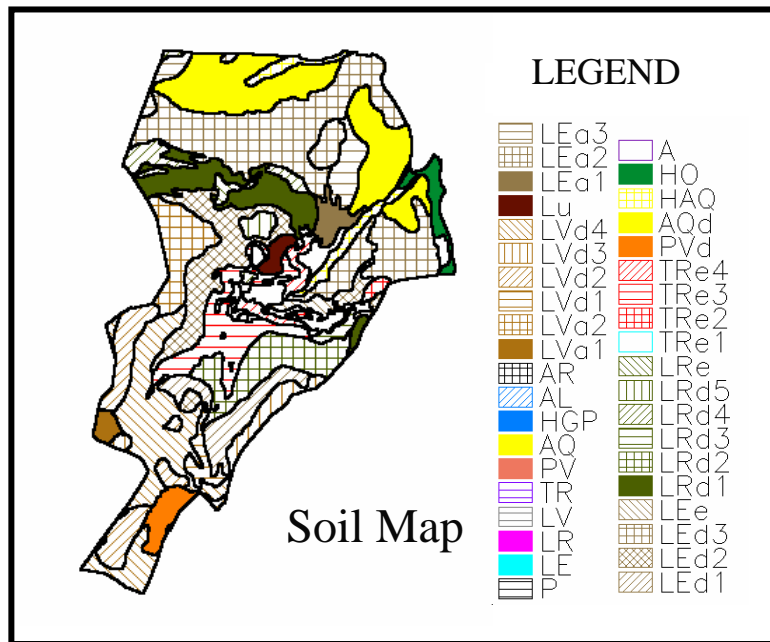 LEGEND
LEa3
LEa2
LEa1
Lu
LVd4
LVd3
LVd2
LVd1
LVa2
LVa1
AR
AL
HGP
AQ
PV
TR
LV
LR
LE
P
A
HO
HAQ
AQd
PVd
TRe4
TRe3
TRe2
TRe1
LRe
LRd5
LRd4
LRd3
LRd2
LRd1
LEe
LEd3
LEd2
LEd1
Soil Map